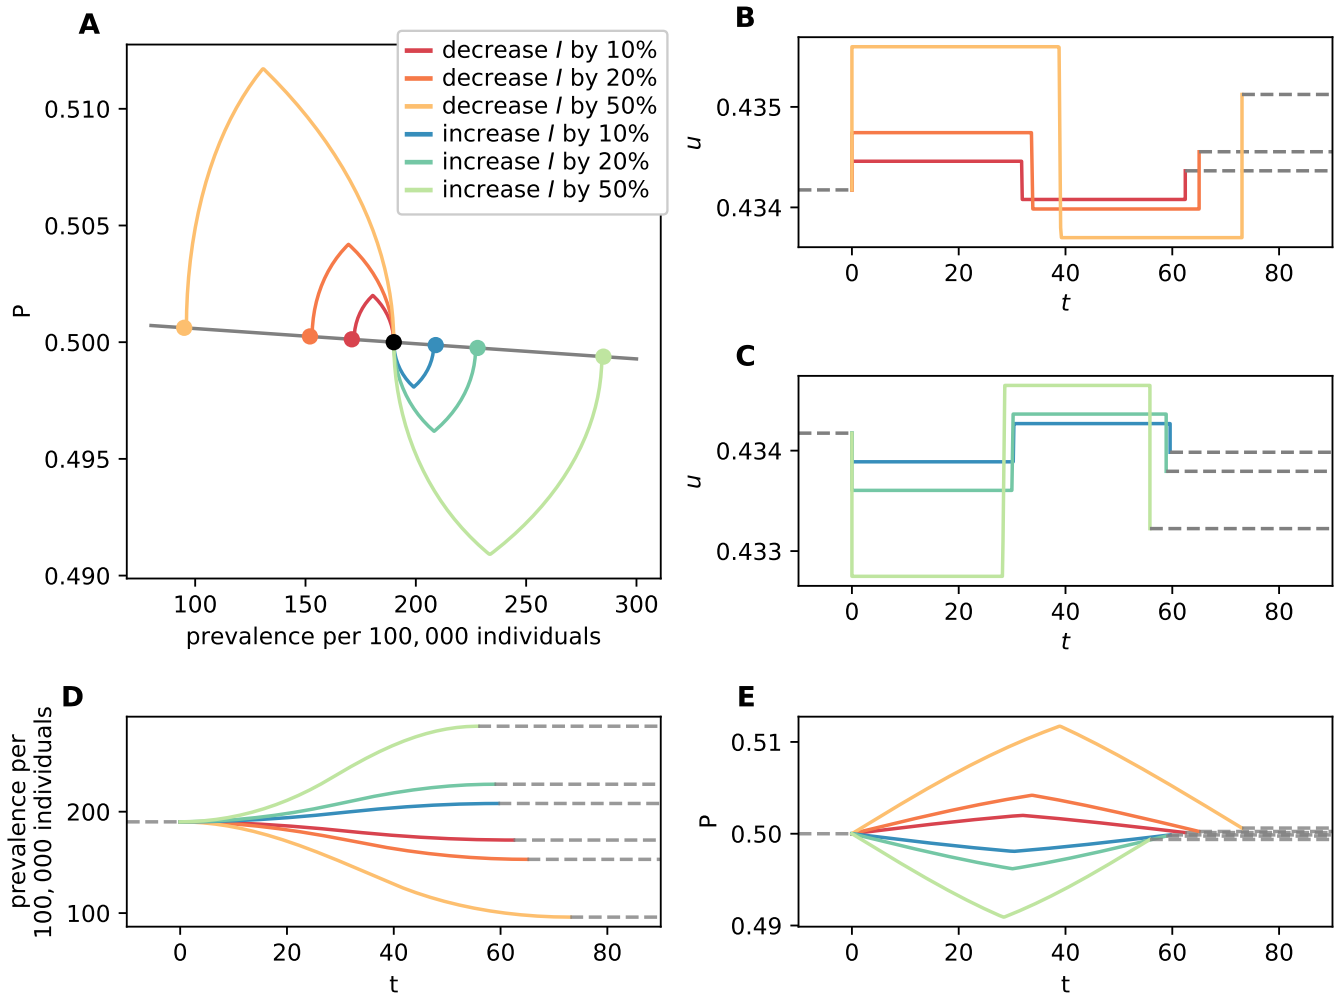 A
decrease I by 10%
decrease I by 20%
decrease I by 50%
increase I by 10%
increase I by 20%
increase I by 50%
0.510
0.505
0.500
0.495
0.490
P
100 150 200 250 300
prevalence per 100,000 individuals
B
0.435
0.434
u
0 20 40 60 80
t
C
0.434
0.433
u
0 20 40 60 80
t
D
200
100
prevalence per
100,000 individuals
0 20 40 60 80
t
E
0.51
0.50
0.49
P
0 20 40 60 80
t